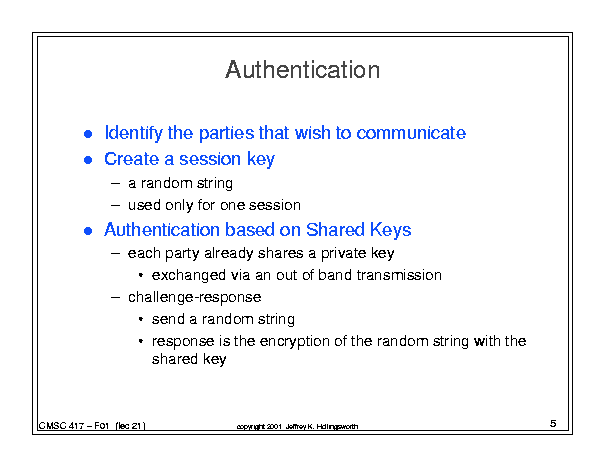 Authentication
● Identify the parties that wish to communicate
● Create a session key
– a random string
– used only for one session
● Authentication based on Shared Keys
– each party already shares a private key
• exchanged via an out of band transmission
– challenge-response
• send a random string
• response is the encryption of the random string with the
shared key
CMSC 417 – F01 (lec 21)
copyright 2001 Jeffrey K. Hollingsworth
5